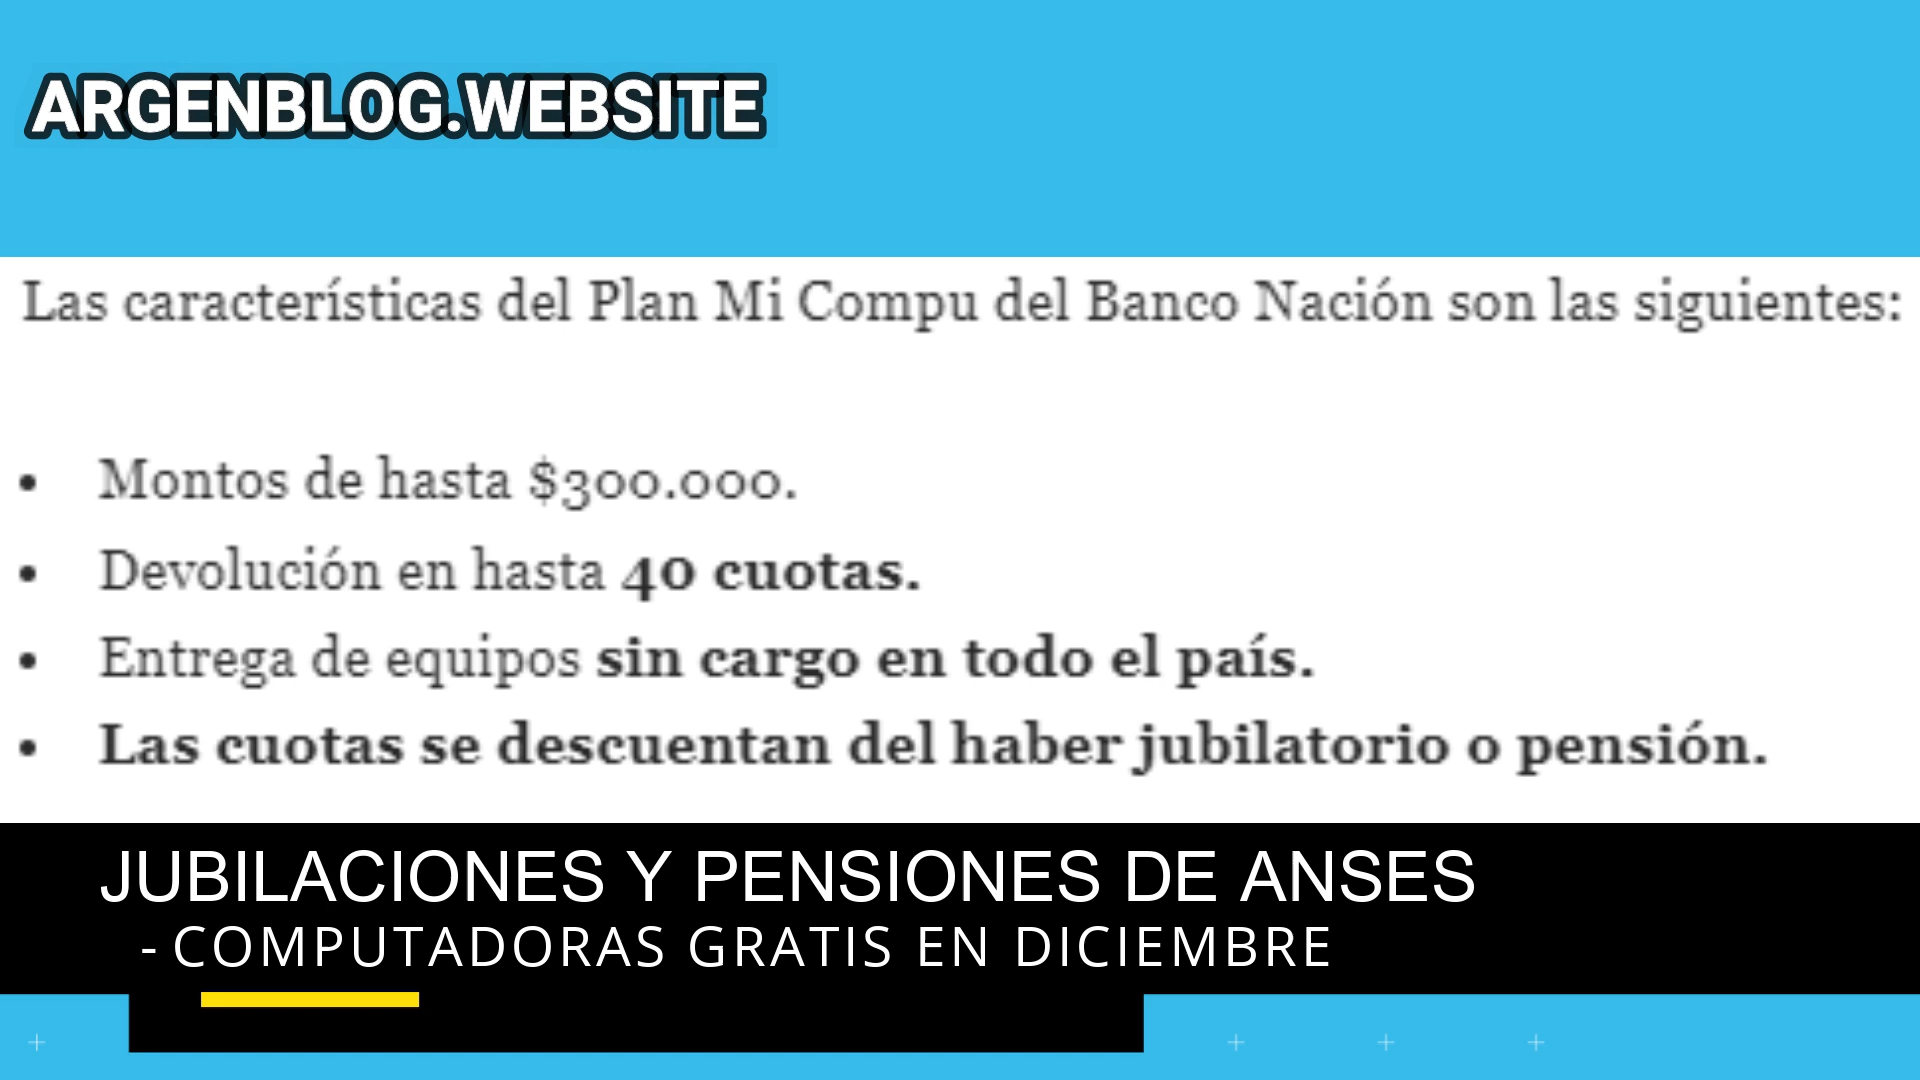 ARGENBLOG.WEBSITE
Las características del Plan Mi Compu del Banco Nación son las siguientes:
• Montos de hasta $300.000.
• Devolución en hasta 40 cuotas.
• Entrega de equipos sin cargo en todo el país.
• Las cuotas se descuentan del haber jubilatorio o pensión.
JUBILACIONES Y PENSIONES DE ANSES
- COMPUTADORAS GRATIS EN DICIEMBRE